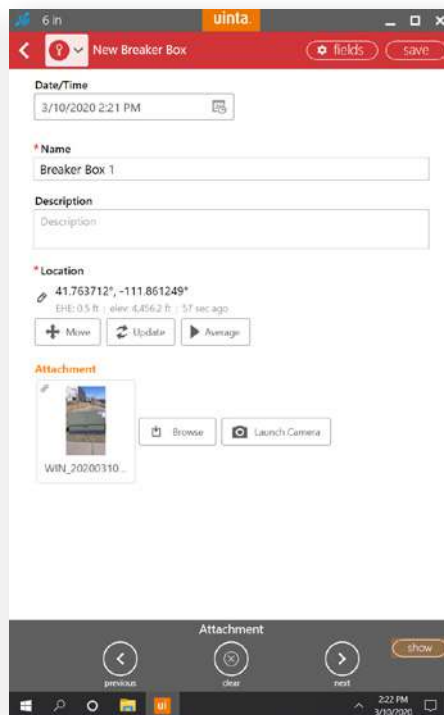 6 in
uinta.
New Breaker Box
fields
save
Date/Time
3/10/2020 2:21 PM
* Name
Breaker Box 1
Description
Description
* Location
41.763712°, -111.861249°
EHE: 0.5 ft | elev: 4,456.2 ft | 57 sec ago
Move
Update
Average
Attachment
WIN_20200310...
Browse
Launch Camera
Attachment
show
previous
clear
next
ui
2:22 PM
3/10/2020